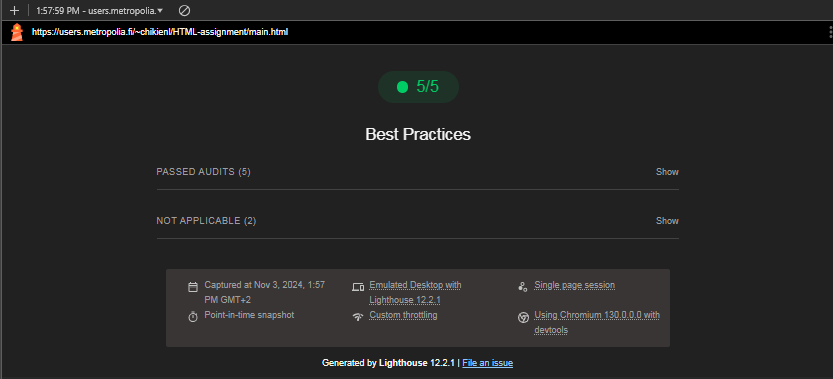 1:57:59 PM - users.metropolia.
https://users.metropolia.fi/~chikienl/HTML-assignment/main.html
5/5
Best Practices
PASSED AUDITS (5) Show
NOT APPLICABLE (2) Show
Captured at Nov 3, 2024, 1:57
PM GMT+2
Emulated Desktop with
Lighthouse 12.2.1
Single page session
Point-in-time snapshot
Custom throttling
Using Chromium 130.0.0.0 with
devtools
Generated by Lighthouse 12.2.1 | File an issue